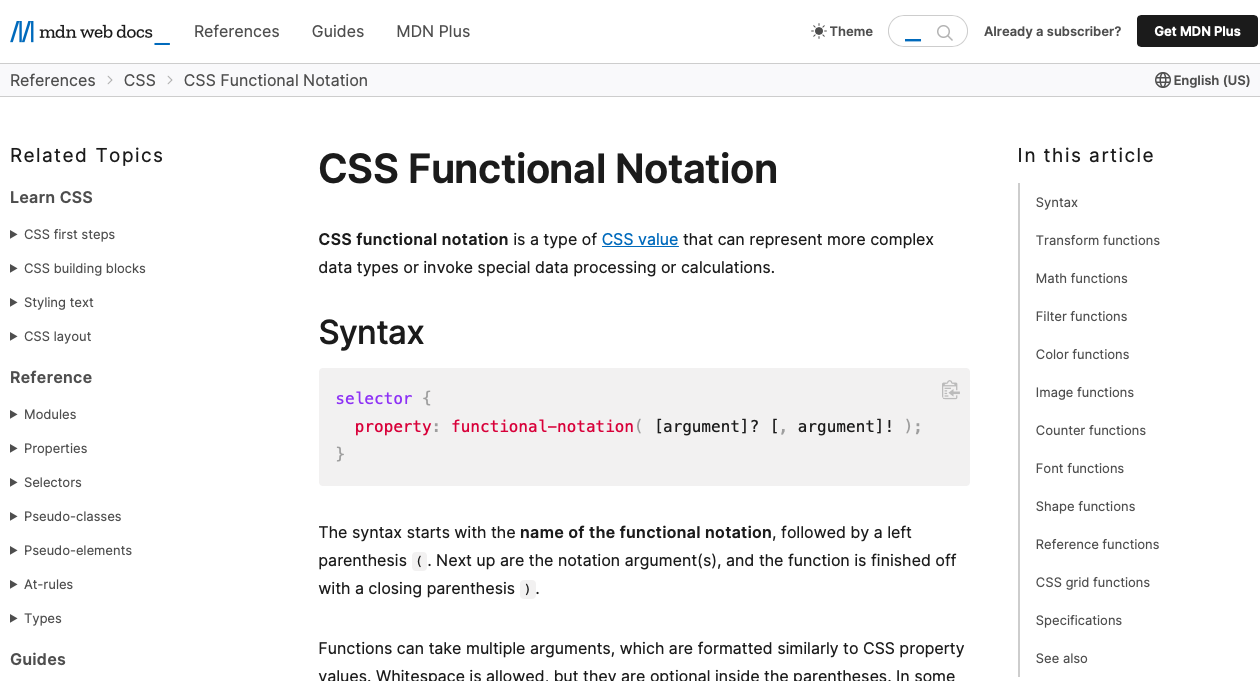 mdn web docs_
References Guides MDN Plus
Theme
Already a subscriber?
Get MDN Plus
References > CSS > CSS Functional Notation
English (US)
Related Topics
Learn CSS
CSS first steps
CSS building blocks
Styling text
CSS layout
Reference
Modules
Properties
Selectors
Pseudo-classes
Pseudo-elements
At-rules
Types
Guides
CSS Functional Notation
CSS functional notation is a type of CSS value that can represent more complex
data types or invoke special data processing or calculations.
Syntax
selector {
  property: functional-notation( [argument]? [, argument]! );
}
The syntax starts with the name of the functional notation, followed by a left
parenthesis (. Next up are the notation argument(s), and the function is finished off
with a closing parenthesis ).
Functions can take multiple arguments, which are formatted similarly to CSS property
values. Whitespace is allowed, but they are optional inside the parentheses. In some
In this article
Syntax
Transform functions
Math functions
Filter functions
Color functions
Image functions
Counter functions
Font functions
Shape functions
Reference functions
CSS grid functions
Specifications
See also